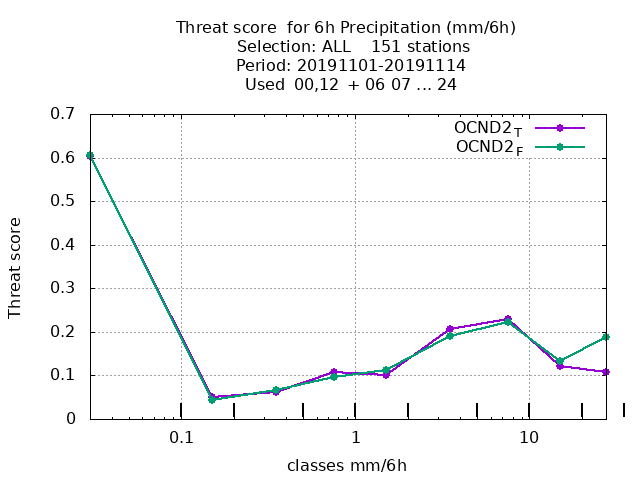 Threat score  for 6h Precipitation (mm/6h)
Selection: ALL    151 stations
Period: 20191101-20191114
Used  00,12  + 06 07 ... 24
0.7
0.6
0.5
0.4
0.3
0.2
0.1
0
OCND2T
OCND2F
Threat score
0.1
1
10
classes mm/6h